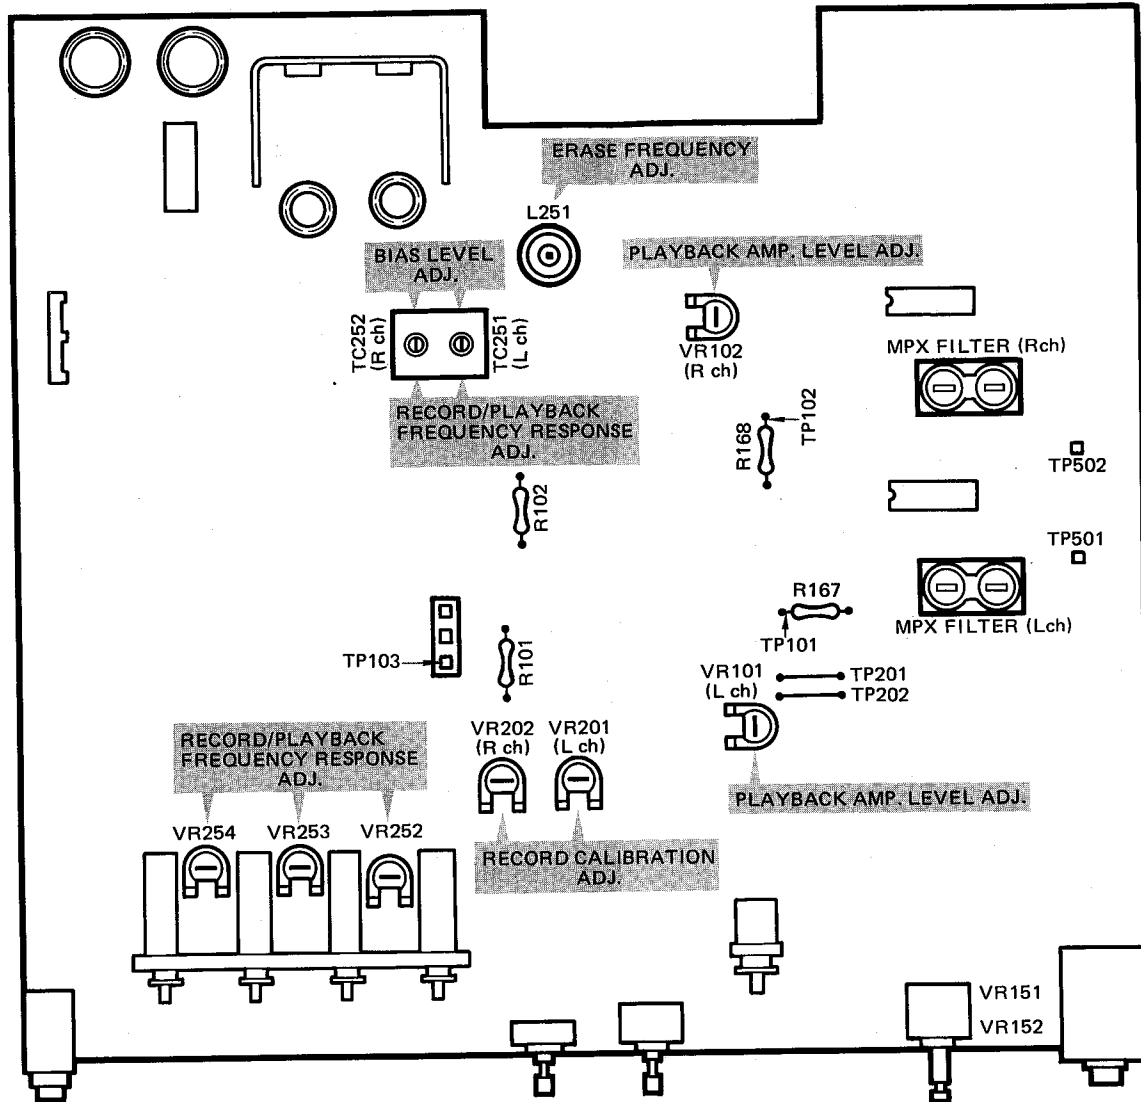 ERASE FREQUENCY
ADJ.
L251
BIAS LEVEL
ADJ.
PLAYBACK AMP. LEVEL ADJ.
TC252
(R ch)
TC251
(L ch)
VR102
(R ch)
MPX FILTER (Rch)
RECORD/PLAYBACK
FREQUENCY RESPONSE
ADJ.
R168
TP102
TP502
R102
TP501
R167
TP101
MPX FILTER (Lch)
TP103
R101
VR101
(L ch)
TP201
TP202
VR202
(R ch)
VR201
(L ch)
RECORD/PLAYBACK
FREQUENCY RESPONSE
ADJ.
PLAYBACK AMP. LEVEL ADJ.
VR254
VR253
VR252
RECORD CALIBRATION
ADJ.
VR151
VR152